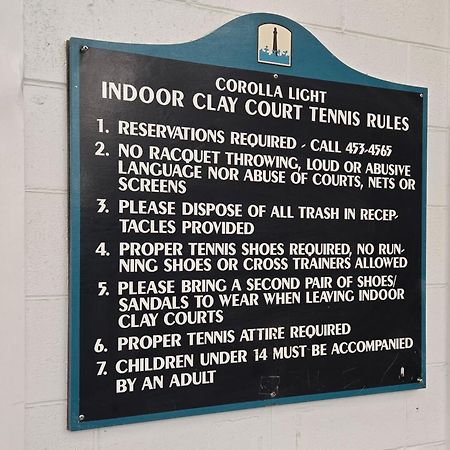 COROLLA LIGHT
INDOOR CLAY COURT TENNIS RULES
1. RESERVATIONS REQUIRED - CALL 453-4565
2. NO RACQUET THROWING, LOUD OR ABUSIVE
LANGUAGE NOR ABUSE OF COURTS, NETS OR
SCREENS
3. PLEASE DISPOSE OF ALL TRASH IN RECEP-
TACLES PROVIDED
4. PROPER TENNIS SHOES REQUIRED, NO RUN-
NING SHOES OR CROSS TRAINERS ALLOWED
5. PLEASE BRING A SECOND PAIR OF SHOES/
SANDALS TO WEAR WHEN LEAVING INDOOR
CLAY COURTS
6. PROPER TENNIS ATTIRE REQUIRED
7. CHILDREN UNDER 14 MUST BE ACCOMPANIED
BY AN ADULT